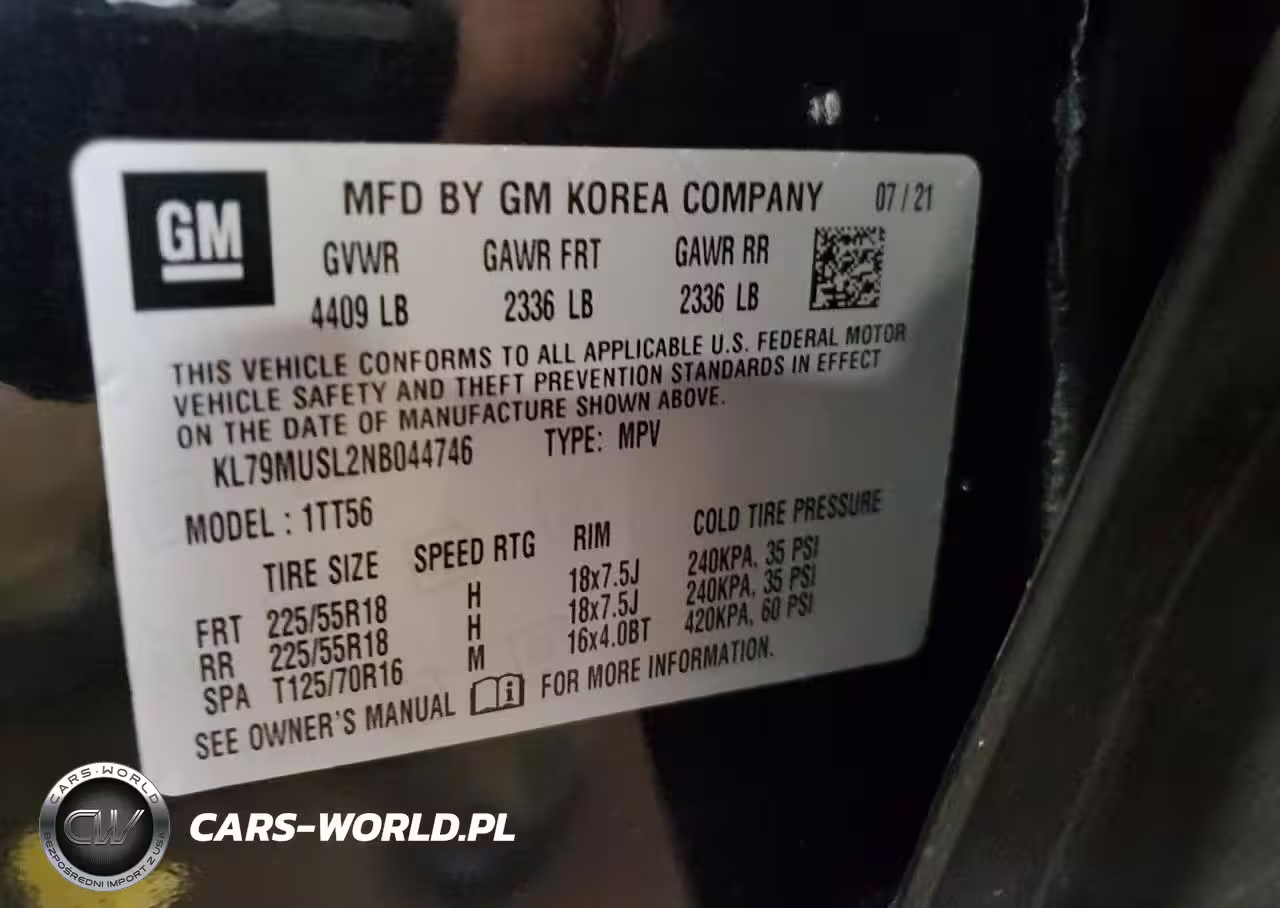 GM
MFD BY GM KOREA COMPANY 07/21
GVWR GAWR FRT GAWR RR
4409 LB 2336 LB 2336 LB
THIS VEHICLE CONFORMS TO ALL APPLICABLE U.S. FEDERAL MOTOR
VEHICLE SAFETY AND THEFT PREVENTION STANDARDS IN EFFECT
ON THE DATE OF MANUFACTURE SHOWN ABOVE.
KL79MUSL2NB044746 TYPE: MPV
MODEL : 1TT56
TIRE SIZE SPEED RTG RIM COLD TIRE PRESSURE
FRT 225/55R18 H 18x7.5J 240KPA, 35 PSI
RR 225/55R18 H 18x7.5J 240KPA, 35 PSI
SPA T125/70R16 M 16x4.0BT 420KPA, 60 PSI
SEE OWNER'S MANUAL i FOR MORE INFORMATION.
CARS-WORLD
CW
BEZPOŚREDNI IMPORT Z USA
CARS-WORLD.PL